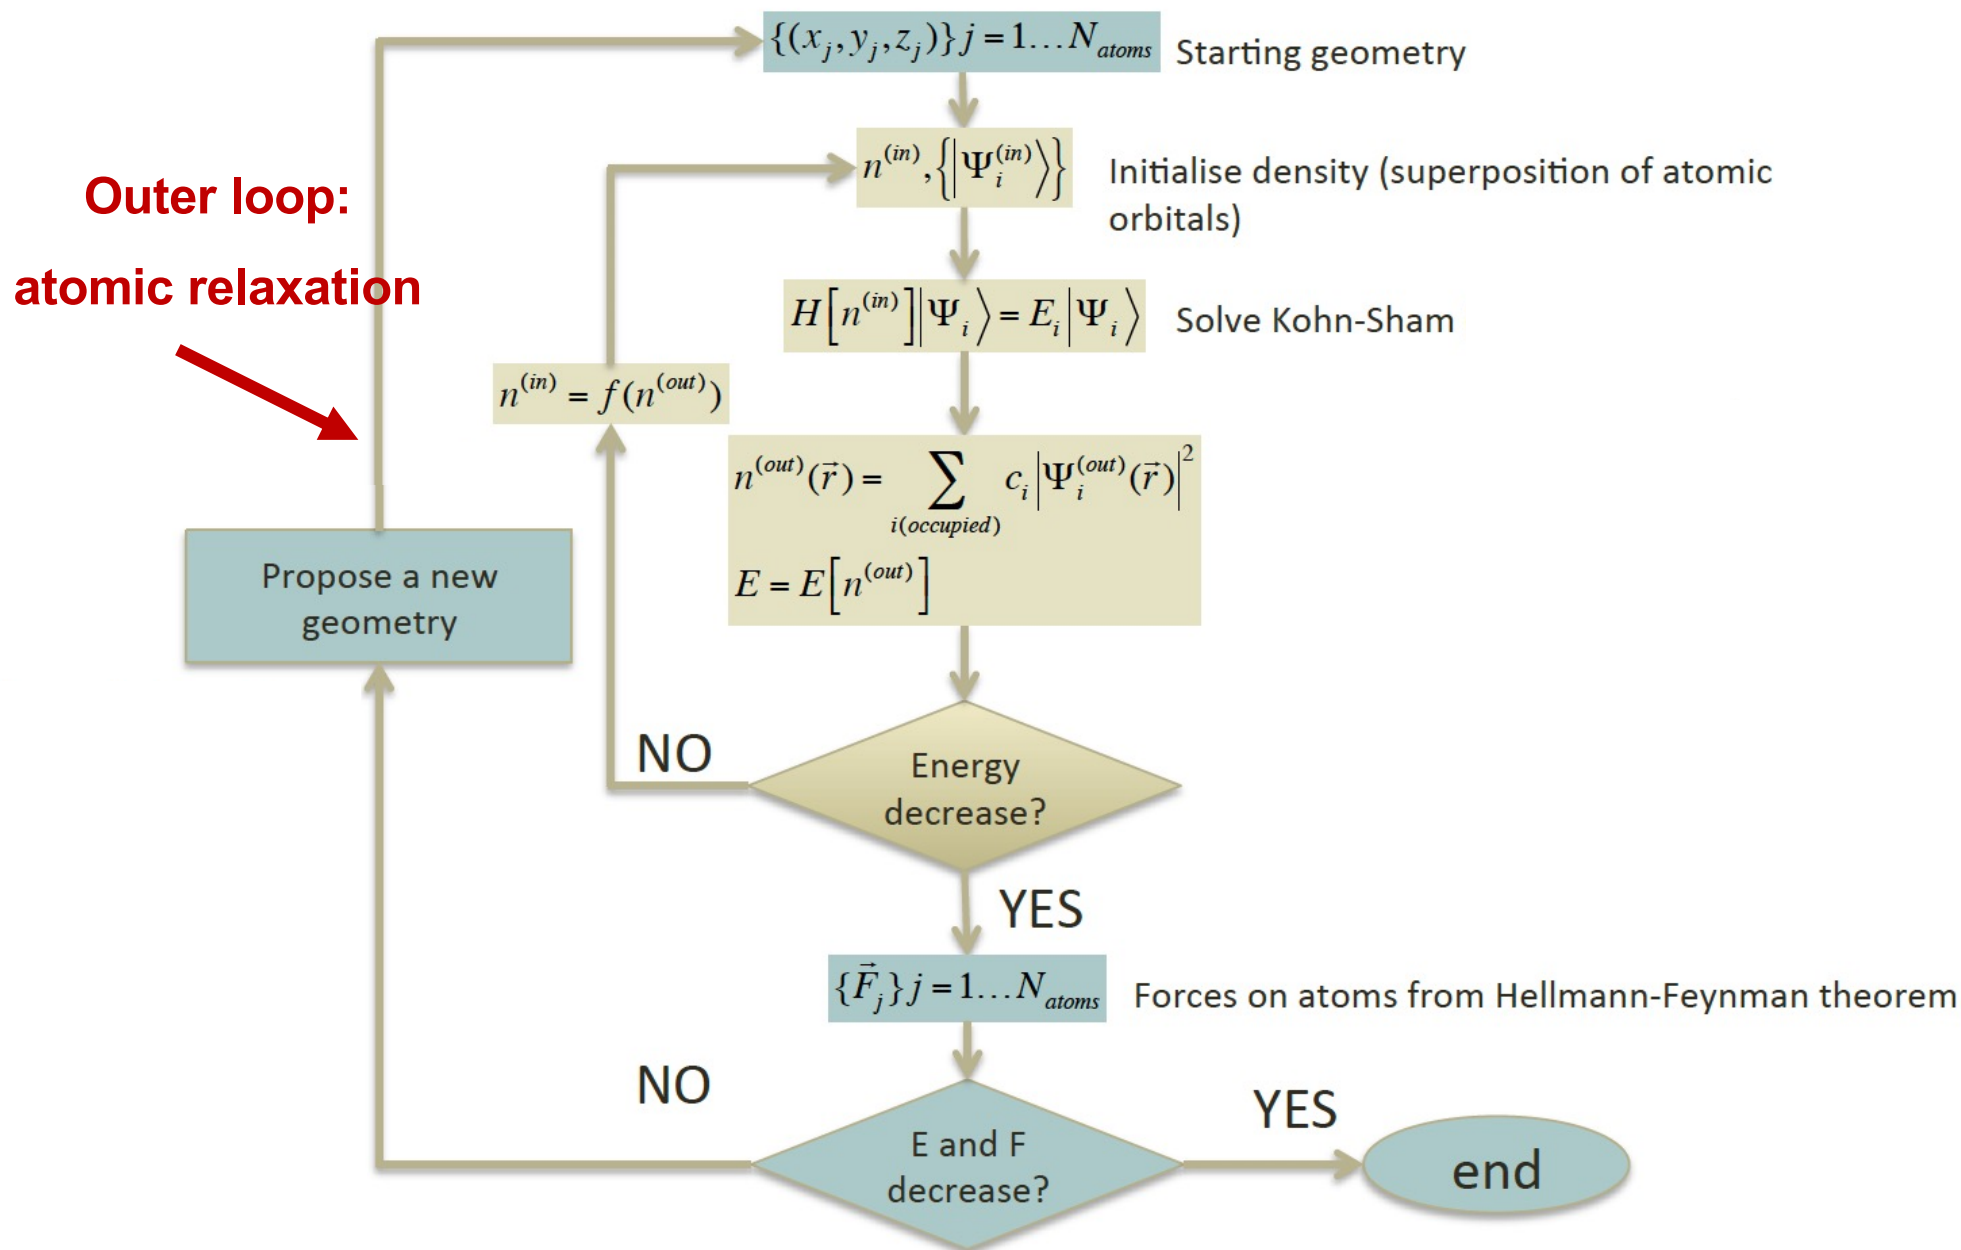 {(x_j, y_j, z_j)} j = 1…N_atoms
Starting geometry
n^(in), {|Ψ_i^(in)⟩}
Initialise density (superposition of atomic
orbitals)
Outer loop:
atomic relaxation
H[n^(in)]|Ψ_i⟩ = E_i|Ψ_i⟩
Solve Kohn-Sham
n^(in) = f(n^(out))
n^(out)(r⃗) = ∑_{i(occupied)} c_i |Ψ_i^(out)(r⃗)|^2
E = E[n^(out)]
Propose a new
geometry
NO
Energy
decrease?
YES
{F⃗_j} j = 1…N_atoms
Forces on atoms from Hellmann-Feynman theorem
NO
E and F
decrease?
YES
end